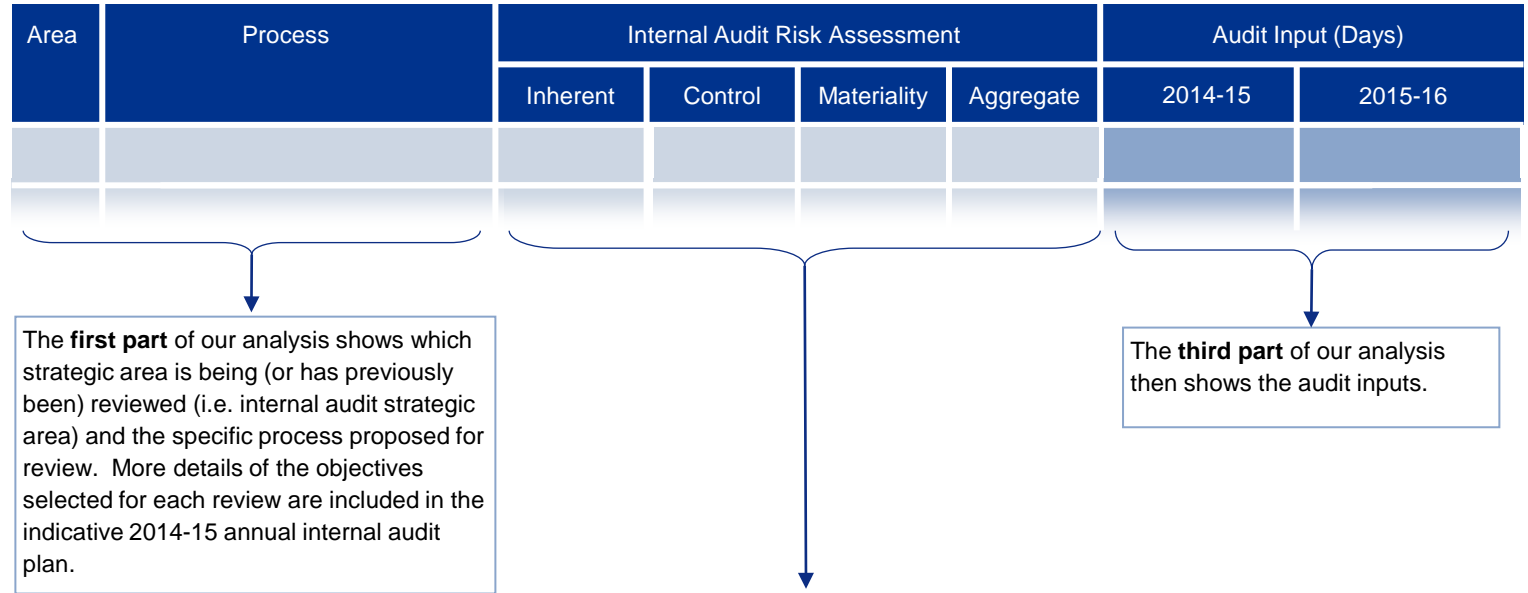 Area Process Internal Audit Risk Assessment Audit Input (Days)
Inherent Control Materiality Aggregate 2014-15 2015-16
The first part of our analysis shows which
strategic area is being (or has previously
been) reviewed (i.e. internal audit strategic
area) and the specific process proposed for
review.  More details of the objectives
selected for each review are included in the
indicative 2014-15 annual internal audit
plan.
The third part of our analysis
then shows the audit inputs.